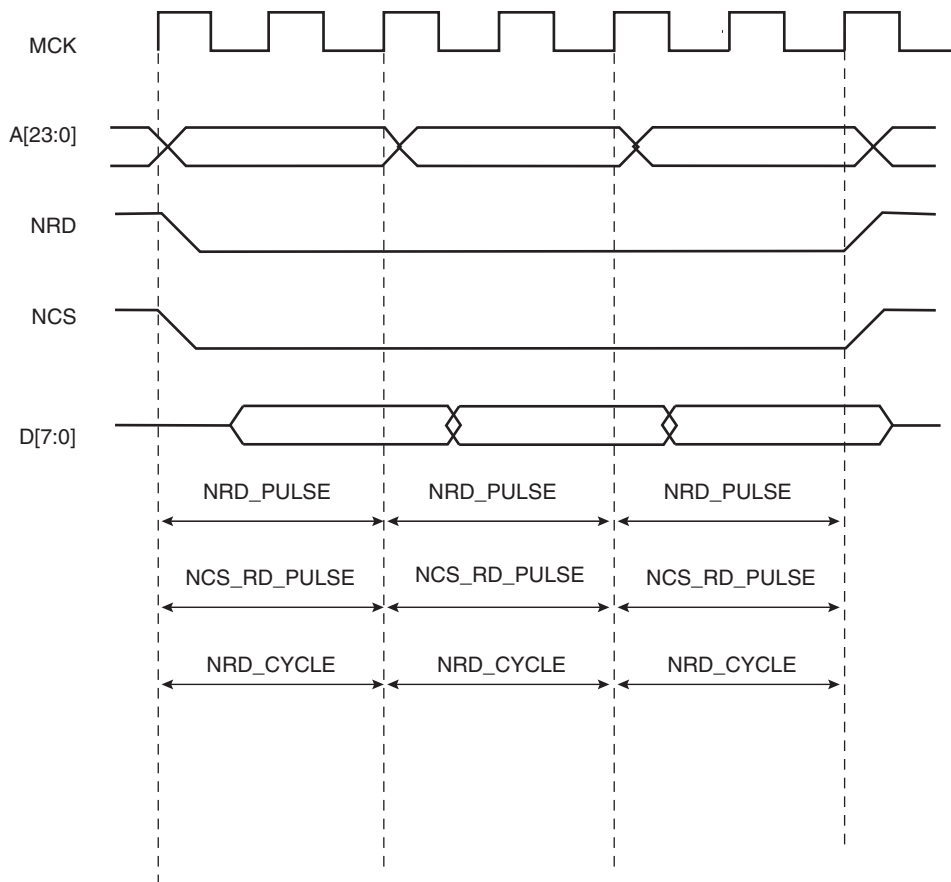 MCK
A[23:0]
NRD
NCS
D[7:0]
NRD_PULSE NRD_PULSE NRD_PULSE
NCS_RD_PULSE NCS_RD_PULSE NCS_RD_PULSE
NRD_CYCLE NRD_CYCLE NRD_CYCLE